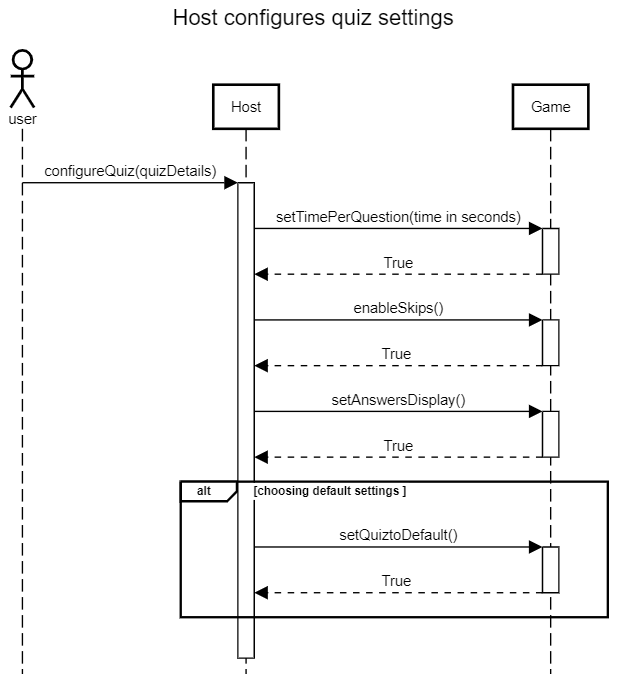 Host configures quiz settings
user
Host
Game
configureQuiz(quizDetails)
setTimePerQuestion(time in seconds)
True
enableSkips()
True
setAnswersDisplay()
True
alt
[choosing default settings ]
setQuiztoDefault()
True